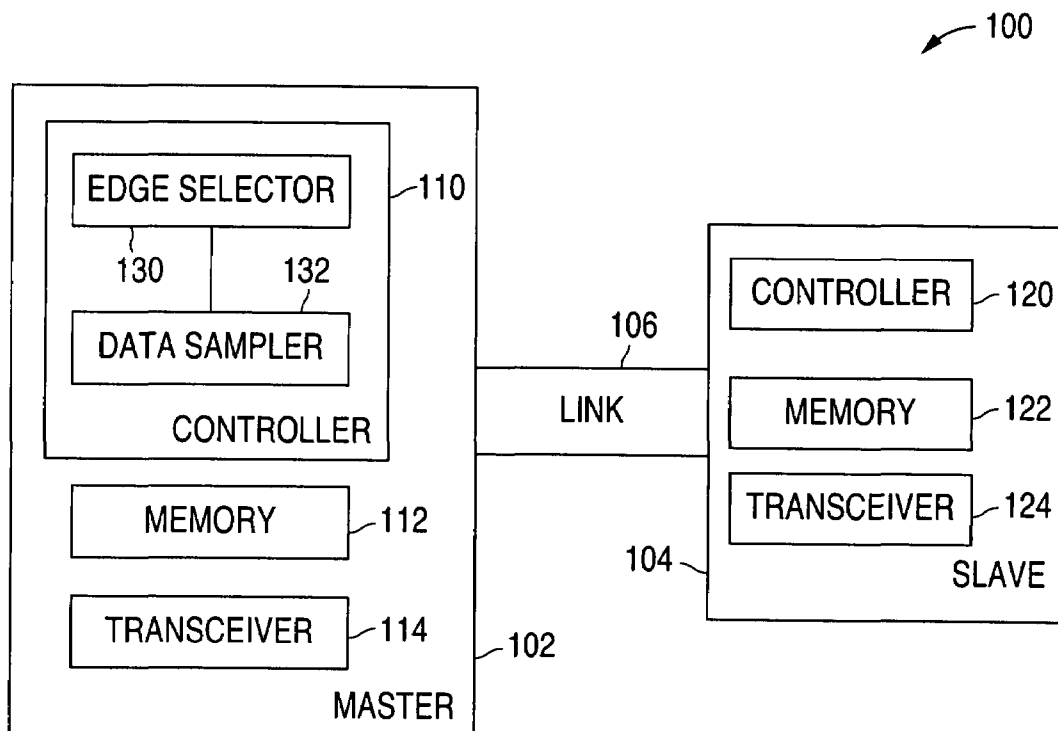 100
EDGE SELECTOR
110
130
132
DATA SAMPLER
CONTROLLER
MEMORY
112
TRANSCEIVER
114
102
MASTER
106
LINK
CONTROLLER
120
MEMORY
122
TRANSCEIVER
124
104
SLAVE